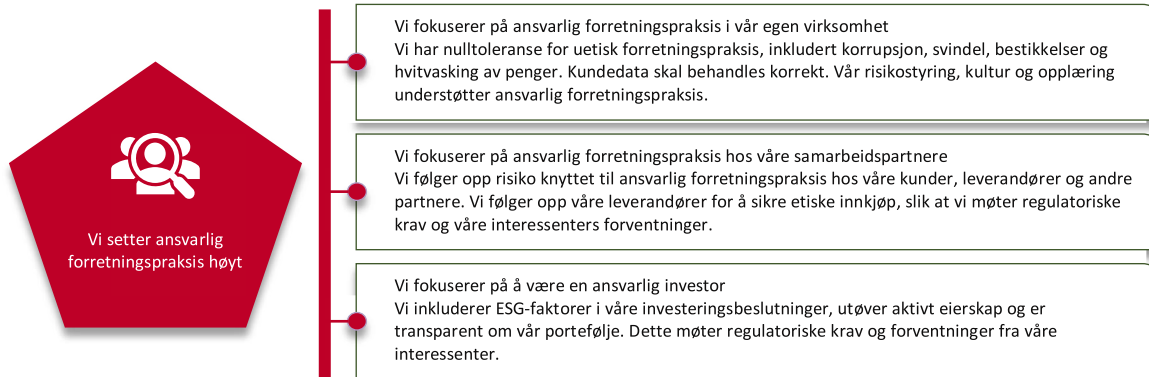 Vi setter ansvarlig
forretningspraksis høyt
Vi fokuserer på ansvarlig forretningspraksis i vår egen virksomhet
Vi har nulltoleranse for uetisk forretningspraksis, inkludert korrupsjon, svindel, bestikkelser og
hvitvasking av penger. Kundedata skal behandles korrekt. Vår risikostyring, kultur og opplæring
understøtter ansvarlig forretningspraksis.
Vi fokuserer på ansvarlig forretningspraksis hos våre samarbeidspartnere
Vi følger opp risiko knyttet til ansvarlig forretningspraksis hos våre kunder, leverandører og andre
partnere. Vi følger opp våre leverandører for å sikre etiske innkjøp, slik at vi møter regulatoriske
krav og våre interessenters forventninger.
Vi fokuserer på å være en ansvarlig investor
Vi inkluderer ESG-faktorer i våre investeringsbeslutninger, utøver aktivt eierskap og er
transparent om vår portefølje. Dette møter regulatoriske krav og forventninger fra våre
interessenter.